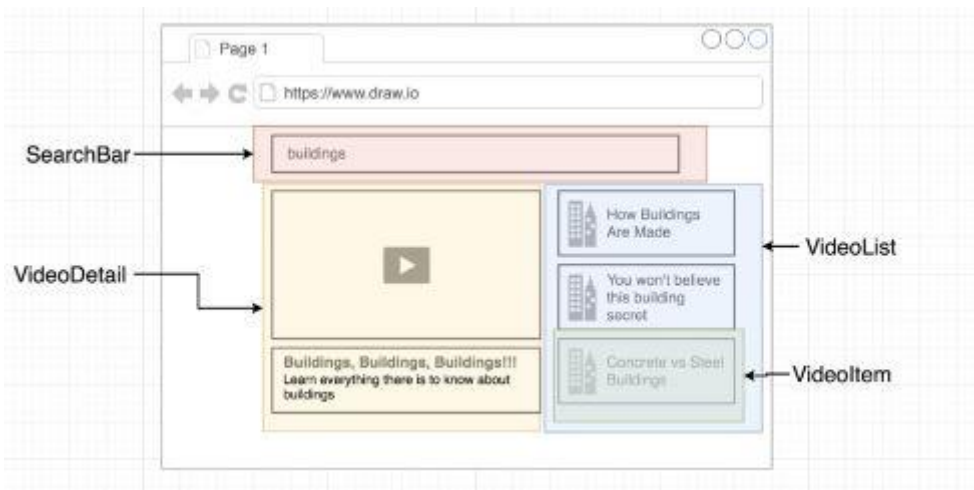 Page 1
https://www.draw.io
SearchBar
buildings
How Buildings
Are Made
VideoList
VideoDetail
You won't believe
this building
secret
Buildings, Buildings, Buildings!!!
Learn everything there is to know about
buildings
Concrete vs Steel
Buildings
VideoItem